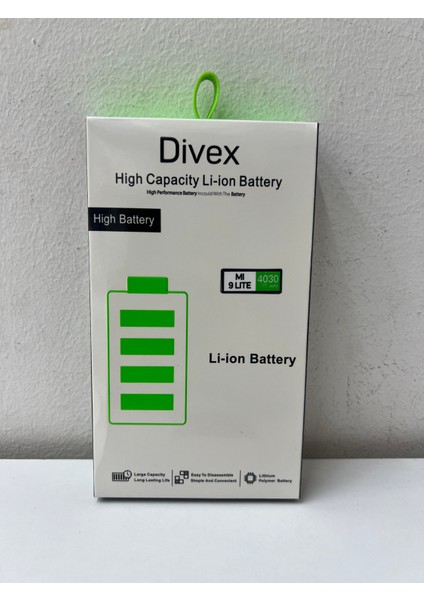 Divex
High Capacity Li-ion Battery
High Performance Battery Incould With The Battery
High Battery
MI
9 LITE
4030
Li-ion Battery
Large Capacity
Long Lasting Life
Easy To Disassemble
Simple And Convenient
Lithium
Polymer Battery